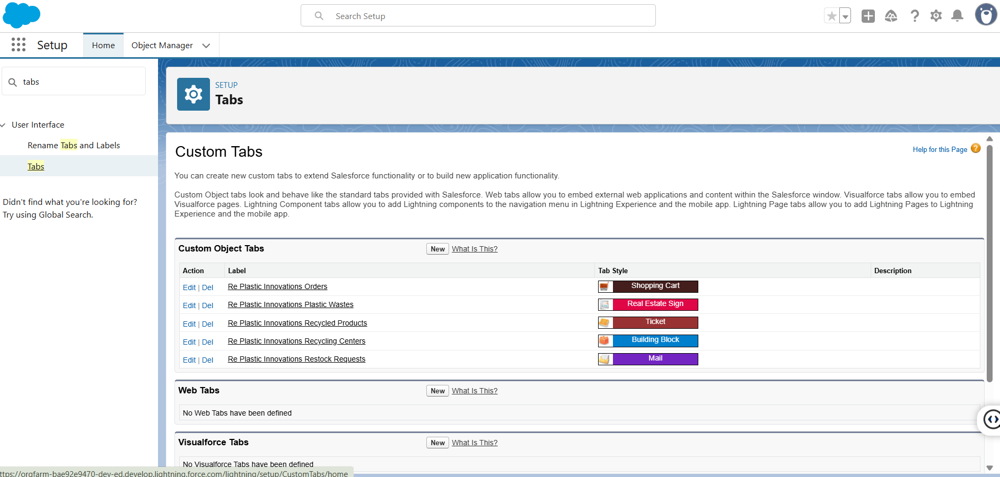 Search Setup
Setup
Home
Object Manager
tabs
User Interface
Rename Tabs and Labels
Tabs
Didn't find what you're looking for?
Try using Global Search.
SETUP
Tabs
Custom Tabs
Help for this Page
You can create new custom tabs to extend Salesforce functionality or to build new application functionality.
Custom Object tabs look and behave like the standard tabs provided with Salesforce. Web tabs allow you to embed external web applications and content within the Salesforce window. Visualforce tabs allow you to embed
Visualforce pages. Lightning Component tabs allow you to add Lightning components to the navigation menu in Lightning Experience and the mobile app. Lightning Page tabs allow you to add Lightning Pages to Lightning
Experience and the mobile app.
Custom Object Tabs New What Is This?
Action Label Tab Style Description
Edit | Del Re Plastic Innovations Orders Shopping Cart
Edit | Del Re Plastic Innovations Plastic Wastes Real Estate Sign
Edit | Del Re Plastic Innovations Recycled Products Ticket
Edit | Del Re Plastic Innovations Recycling Centers Building Block
Edit | Del Re Plastic Innovations Restock Requests Mail
Web Tabs New What Is This?
No Web Tabs have been defined
Visualforce Tabs New What Is This?
No Visualforce Tabs have been defined
ttps://orgfarm-bae92e9470-dev-ed.develop.lightning.force.com/lightning/setup/CustomTabs/home